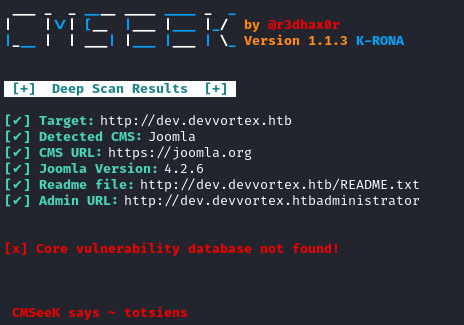 by @r3dhax0r
Version 1.1.3 K-RONA
[+] Deep Scan Results [+]
[✔] Target: http://dev.devvortex.htb
[✔] Detected CMS: Joomla
[✔] CMS URL: https://joomla.org
[✔] Joomla Version: 4.2.6
[✔] Readme file: http://dev.devvortex.htb/README.txt
[✔] Admin URL: http://dev.devvortex.htbadministrator
[x] Core vulnerability database not found!
CMSeeK says ~ totsiens